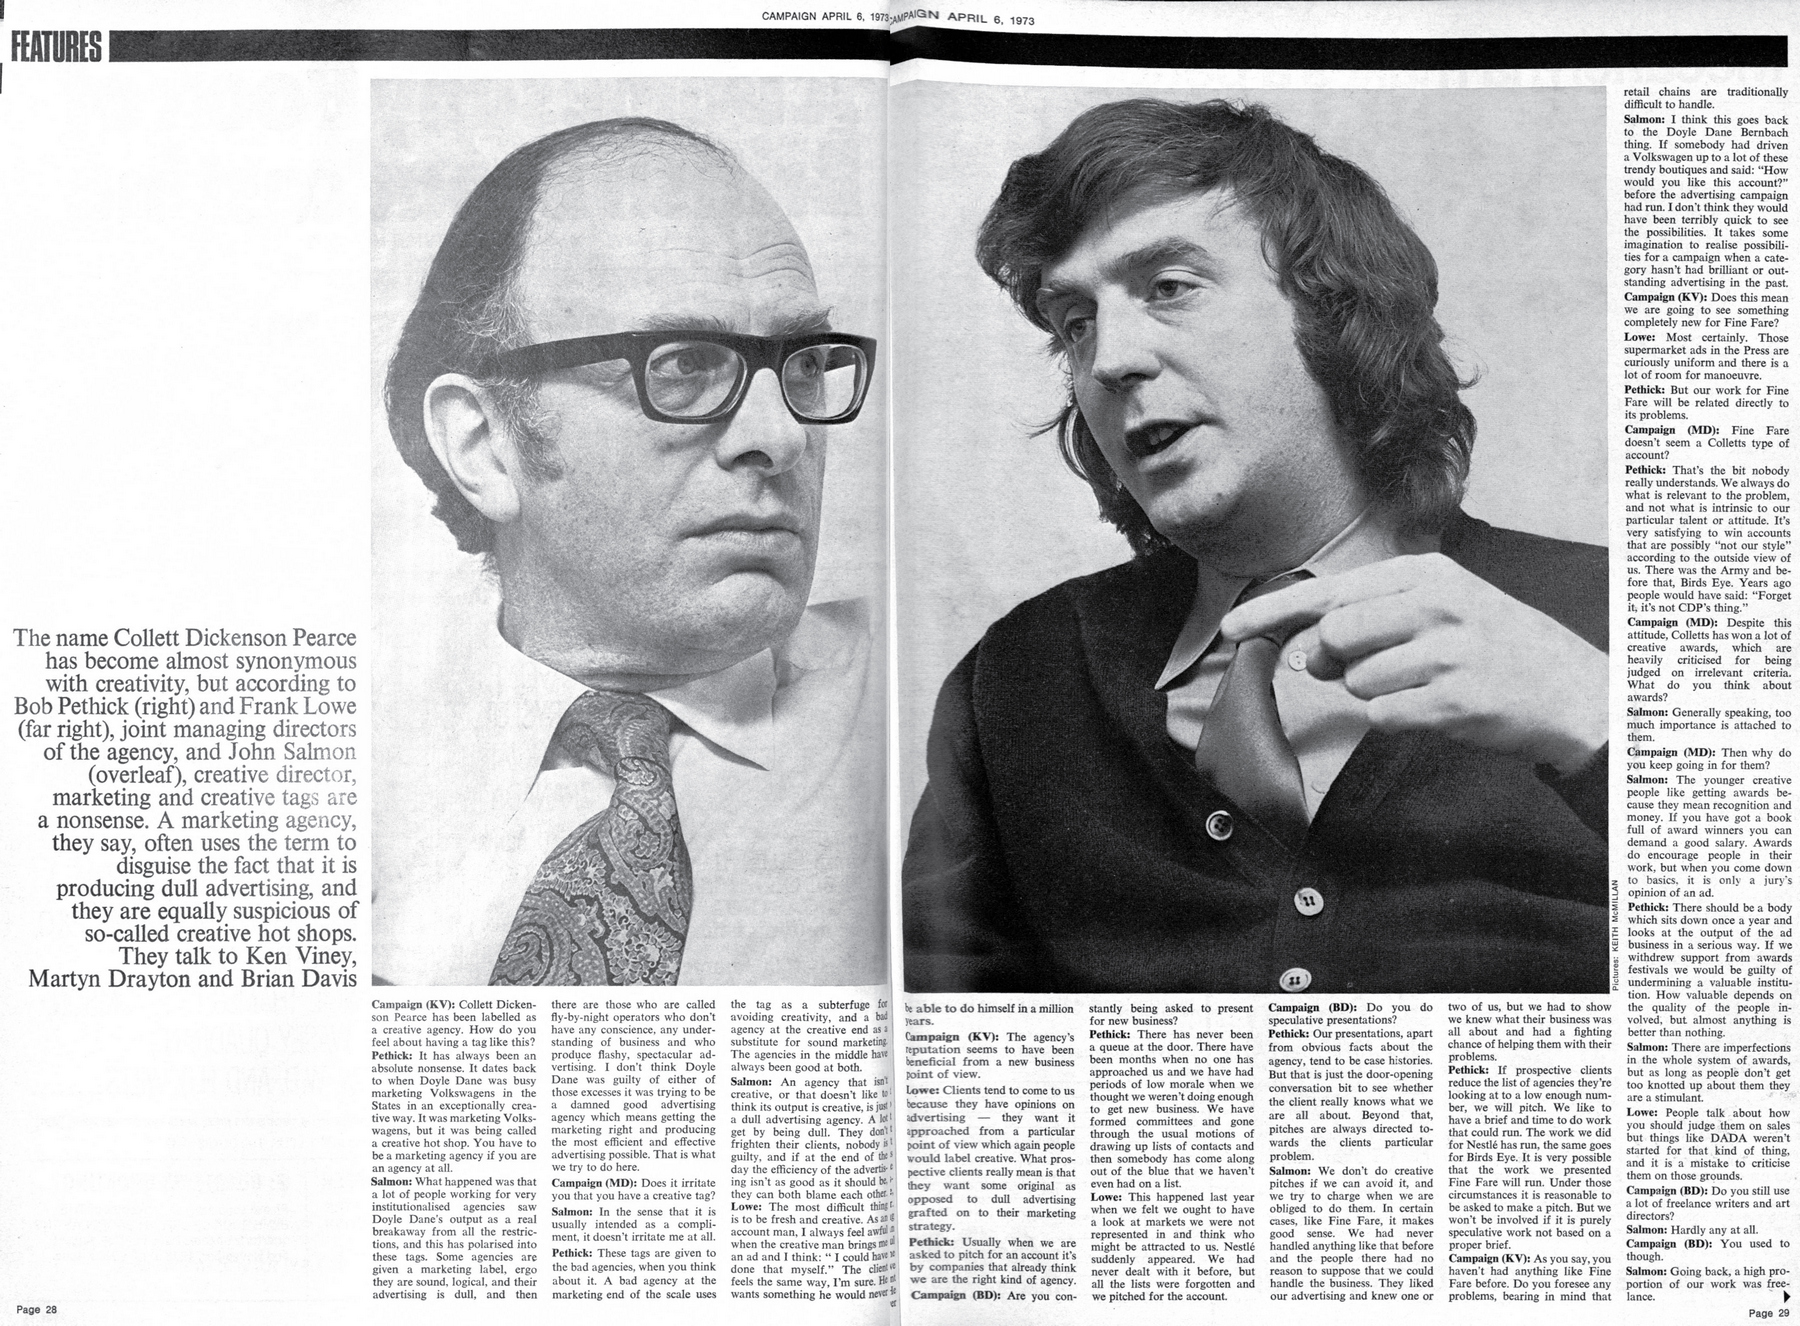 CAMPAIGN APRIL 6, 1973
CAMPAIGN APRIL 6, 1973
FEATURES
The name Collett Dickenson Pearce
has become almost synonymous
with creativity, but according to
Bob Pethick (right) and Frank Lowe
(far right), joint managing directors
of the agency, and John Salmon
(overleaf), creative director,
marketing and creative tags are
a nonsense. A marketing agency,
they say, often uses the term to
disguise the fact that it is
producing dull advertising, and
they are equally suspicious of
so-called creative hot shops.
They talk to Ken Viney,
Martyn Drayton and Brian Davis
Campaign (KV): Collett Dicken-
son Pearce has been labelled as
a creative agency. How do you
feel about having a tag like this?
Pethick: It has always been an
absolute nonsense. It dates back
to when Doyle Dane was busy
marketing Volkswagens in the
States in an exceptionally crea-
tive way. It was marketing Volks-
wagens, but it was being called
a creative hot shop. You have to
be a marketing agency if you are
an agency at all.
Salmon: What happened was that
a lot of people working for very
institutionalised agencies saw
Doyle Dane's output as a real
breakaway from all the restric-
tions, and this has polarised into
these tags. Some agencies are
given a marketing label, ergo
they are sound, logical, and their
advertising is dull, and then
there are those who are called
fly-by-night operators who don't
have any conscience, any under-
standing of business and who
produce flashy, spectacular ad-
vertising. I don't think Doyle
Dane was guilty of either of
those excesses it was trying to be
a damned good advertising
agency which means getting the
marketing right and producing
the most efficient and effective
advertising possible. That is what
we try to do here.
Campaign (MD): Does it irritate
you that you have a creative tag?
Salmon: In the sense that it is
usually intended as a compli-
ment, it doesn't irritate me at all.
Pethick: These tags are given to
the bad agencies, when you think
about it. A bad agency at the
marketing end of the scale uses
the tag as a subterfuge for
avoiding creativity, and a bad
agency at the creative end as a
substitute for sound marketing.
The agencies in the middle have
always been good at both.
Salmon: An agency that isn't
creative, or that doesn't like to
think its output is creative, is just
a dull advertising agency. A lot
get by being dull. They don't
frighten their clients, nobody is
guilty, and if at the end of the
day the efficiency of the advertis-
ing isn't as good as it should be,
they can both blame each other.
Lowe: The most difficult thing
is to be fresh and creative. As an
account man, I always feel awful
when the creative man brings me
an ad and I think: "I could have
done that myself." The client
feels the same way, I'm sure. He
wants something he would never
be able to do himself in a million
years.
Campaign (KV): The agency's
reputation seems to have been
beneficial from a new business
point of view.
Lowe: Clients tend to come to us
because they have opinions on
advertising — they want it
approached from a particular
point of view which again people
would label creative. What pros-
pective clients really mean is that
they want some original as
opposed to dull advertising
grafted on to their marketing
strategy.
Pethick: Usually when we are
asked to pitch for an account it's
by companies that already think
we are the right kind of agency.
Campaign (BD): Are you con-
stantly being asked to present
for new business?
Pethick: There has never been
a queue at the door. There have
been months when no one has
approached us and we have had
periods of low morale when we
thought we weren't doing enough
to get new business. We have
formed committees and gone
through the usual motions of
drawing up lists of contacts and
then somebody has come along
out of the blue that we haven't
even had on a list.
Lowe: This happened last year
when we felt we ought to have
a look at markets we were not
represented in and think who
might be attracted to us. Nestlé
suddenly appeared. We had
never dealt with it before, but
all the lists were forgotten and
we pitched for the account.
Campaign (BD): Do you do
speculative presentations?
Pethick: Our presentations, apart
from obvious facts about the
agency, tend to be case histories.
But that is just the door-opening
conversation bit to see whether
the client really knows what we
are all about. Beyond that,
pitches are always directed to-
wards the clients particular
problem.
Salmon: We don't do creative
pitches if we can avoid it, and
we try to charge when we are
obliged to do them. In certain
cases, like Fine Fare, it makes
good sense. We had never
handled anything like that before
and the people there had no
reason to suppose that we could
handle the business. They liked
our advertising and knew one or
two of us, but we had to show
we knew what their business was
all about and had a fighting
chance of helping them with their
problems.
Pethick: If prospective clients
reduce the list of agencies they're
looking at to a low enough num-
ber, we will pitch. We like to
have a brief and time to do work
that could run. The work we did
for Nestlé has run, the same goes
for Birds Eye. It is very possible
that the work we presented
Fine Fare will run. Under those
circumstances it is reasonable to
be asked to make a pitch. But we
won't be involved if it is purely
speculative work not based on a
proper brief.
Campaign (KV): As you say, you
haven't had anything like Fine
Fare before. Do you foresee any
problems, bearing in mind that
retail chains are traditionally
difficult to handle.
Salmon: I think this goes back
to the Doyle Dane Bernbach
thing. If somebody had driven
a Volkswagen up to a lot of these
trendy boutiques and said: "How
would you like this account?"
before the advertising campaign
had run. I don't think they would
have been terribly quick to see
the possibilities. It takes some
imagination to realise possibili-
ties for a campaign when a cate-
gory hasn't had brilliant or out-
standing advertising in the past.
Campaign (KV): Does this mean
we are going to see something
completely new for Fine Fare?
Lowe: Most certainly. Those
supermarket ads in the Press are
curiously uniform and there is a
lot of room for manoeuvre.
Pethick: But our work for Fine
Fare will be related directly to
its problems.
Campaign (MD): Fine Fare
doesn't seem a Colletts type of
account?
Pethick: That's the bit nobody
really understands. We always do
what is relevant to the problem,
and not what is intrinsic to our
particular talent or attitude. It's
very satisfying to win accounts
that are possibly "not our style"
according to the outside view of
us. There was the Army and be-
fore that, Birds Eye. Years ago
people would have said: "Forget
it, it's not CDP's thing."
Campaign (MD): Despite this
attitude, Colletts has won a lot of
creative awards, which are
heavily criticised for being
judged on irrelevant criteria.
What do you think about
awards?
Salmon: Generally speaking, too
much importance is attached to
them.
Campaign (MD): Then why do
you keep going in for them?
Salmon: The younger creative
people like getting awards be-
cause they mean recognition and
money. If you have got a book
full of award winners you can
demand a good salary. Awards
do encourage people in their
work, but when you come down
to basics, it is only a jury's
opinion of an ad.
Pethick: There should be a body
which sits down once a year and
looks at the output of the ad
business in a serious way. If we
withdrew support from awards
festivals we would be guilty of
undermining a valuable institu-
tion. How valuable depends on
the quality of the people in-
volved, but almost anything is
better than nothing.
Salmon: There are imperfections
in the whole system of awards,
but as long as people don't get
too knotted up about them they
are a stimulant.
Lowe: People talk about how
you should judge them on sales
but things like DADA weren't
started for that kind of thing,
and it is a mistake to criticise
them on those grounds.
Campaign (BD): Do you still use
a lot of freelance writers and art
directors?
Salmon: Hardly any at all.
Campaign (BD): You used to
though.
Salmon: Going back, a high pro-
portion of our work was free-
lance.
Pictures: KEITH McMILLAN
Page 28
Page 29